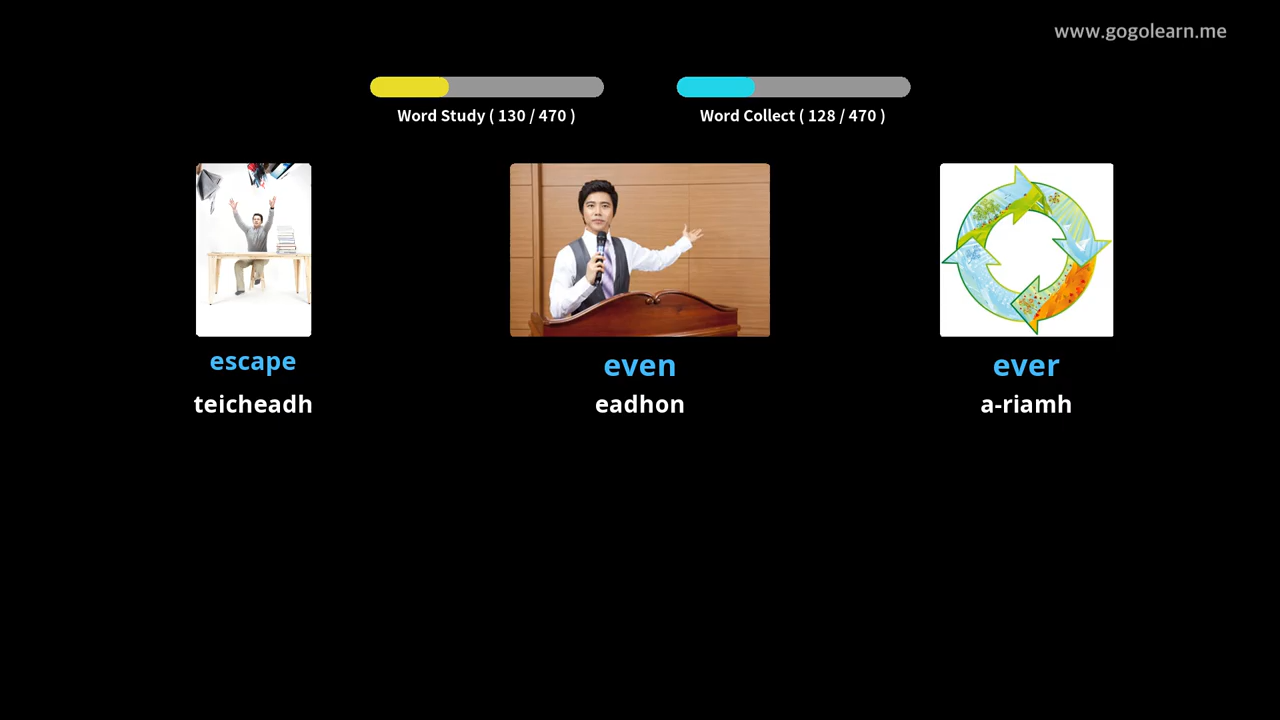 www.gogolearn.me
Word Study ( 130 / 470 )
Word Collect ( 128 / 470 )
escape
teicheadh
even
eadhon
ever
a-riamh